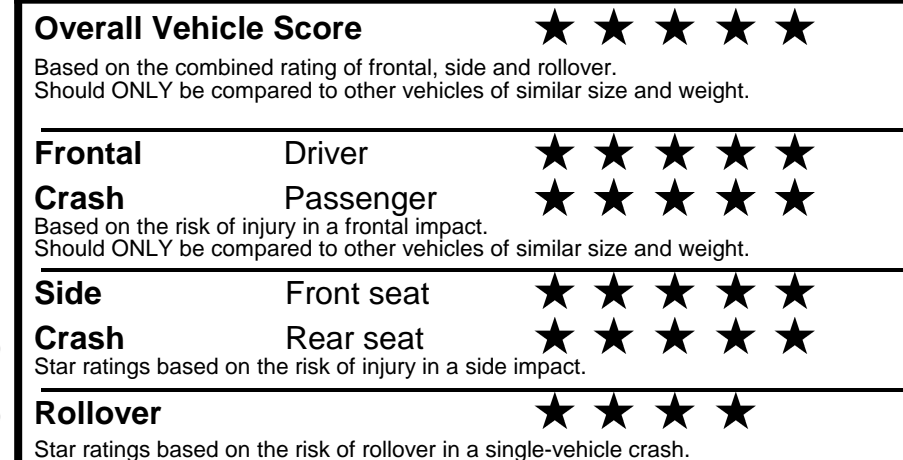 Overall Vehicle Score ★ ★ ★ ★ ★
Based on the combined rating of frontal, side and rollover.
Should ONLY be compared to other vehicles of similar size and weight.
Frontal Driver ★ ★ ★ ★ ★
Crash Passenger ★ ★ ★ ★ ★
Based on the risk of injury in a frontal impact.
Should ONLY be compared to other vehicles of similar size and weight.
Side Front seat ★ ★ ★ ★ ★
Crash Rear seat ★ ★ ★ ★ ★
Star ratings based on the risk of injury in a side impact.
Rollover ★ ★ ★ ★
Star ratings based on the risk of rollover in a single-vehicle crash.